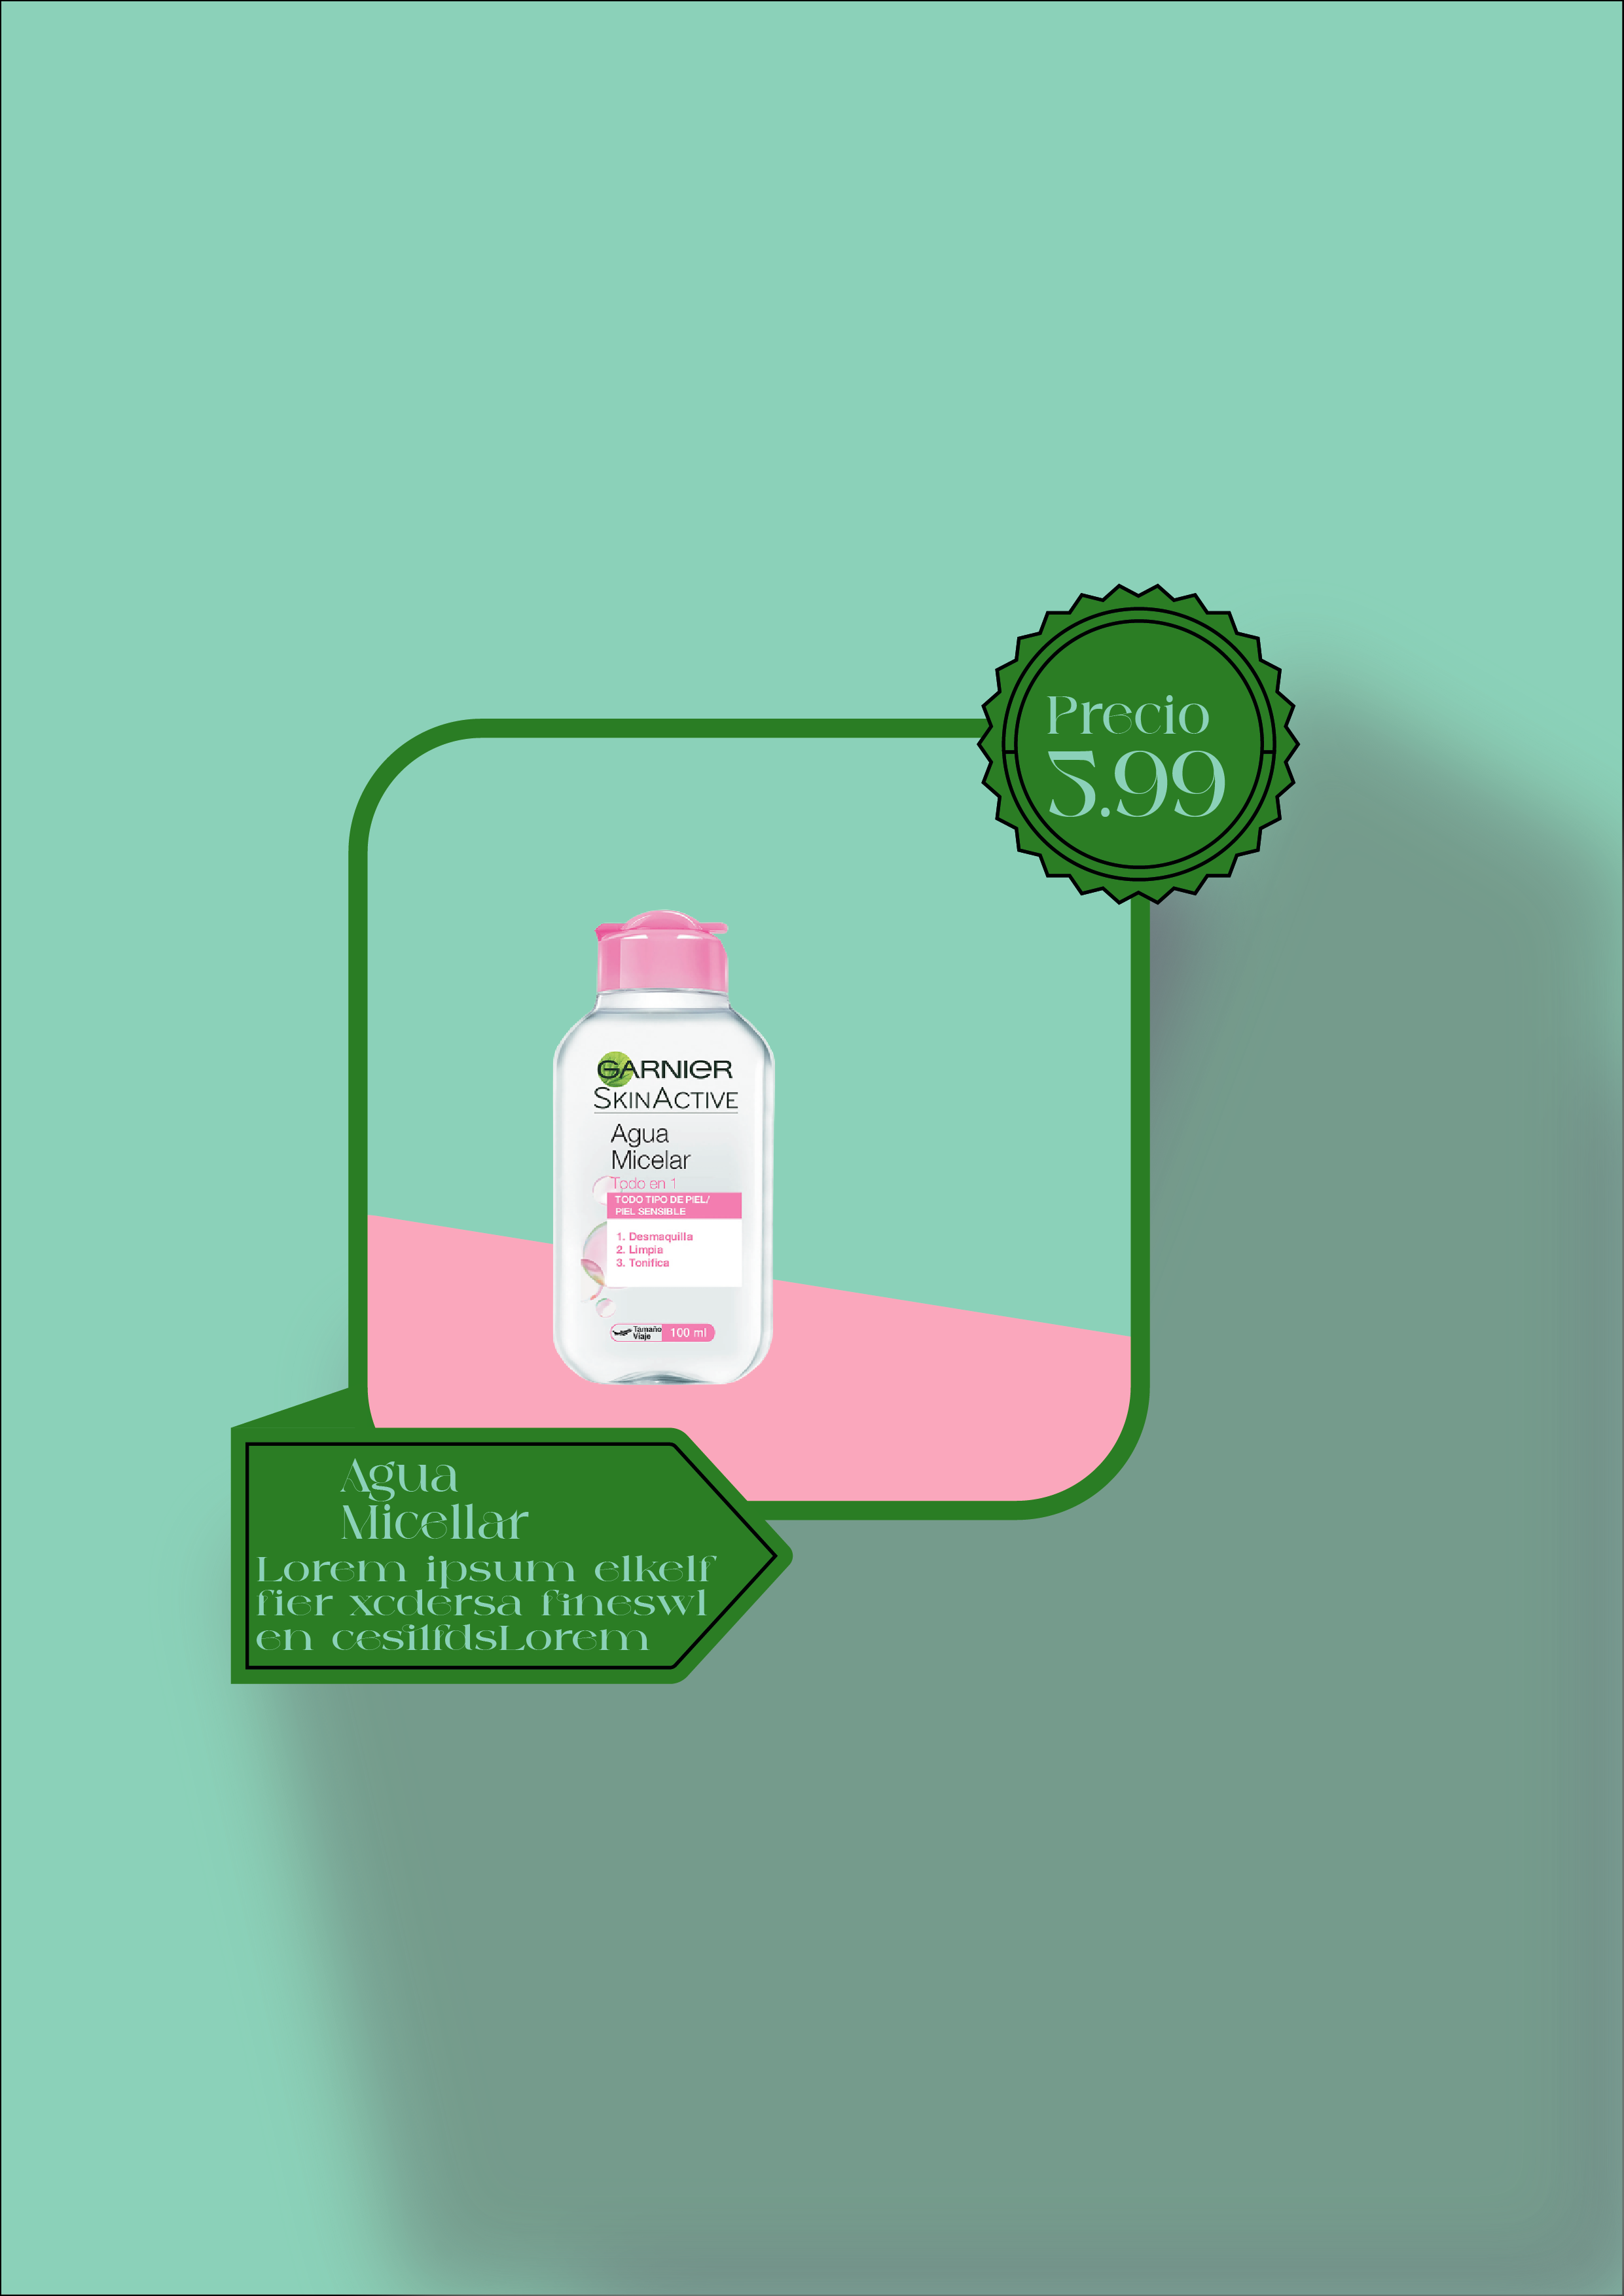 Precio
5.99
GARNIER
SKINACTIVE
Agua
Micelar
Todo en 1
TODO TIPO DE PIEL/
PIEL SENSIBLE
1. Desmaquilla
2. Limpia
3. Tonifica
Tamaño
Viaje
100 ml
Agua
Micellar
Lorem ipsum elkelf
fier xcdersa fineswl
en cesilfdsLorem